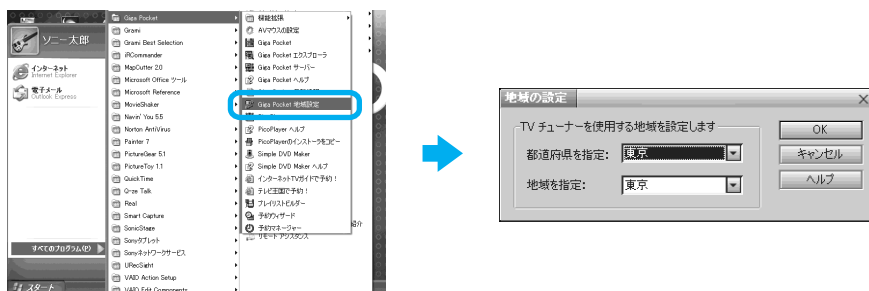 ソニー太郎
インターネット
Internet Explorer
電子メール
Outlook Express
すべてのプログラム(P)
スタート
Giga Pocket
Grami
Grami Best Selection
iRCommander
MapCutter 2.0
Microsoft Office ツール
Microsoft Reference
MovieShaker
Navin' You 5.5
Norton AntiVirus
Painter 7
PictureGear 5.1
PictureToy 1.1
QuickTime
Q-ze Talk
Real
Smart Capture
SonicStage
Sonyタブレット
Sonyネットワークサービス
URecSight
VAIO Action Setup
VAIO Edit Components
機能拡張
AVマウスの設定
Giga Pocket
Giga Pocket エクスプローラ
Giga Pocket サーバー
Giga Pocket ヘルプ
Giga Pocket 地域設定
PicoPlayer ヘルプ
PicoPlayerのインストーラをコピー
Simple DVD Maker
Simple DVD Maker ヘルプ
インターネットTVガイドで予約！
テレビ王国で予約！
プレイリストビルダー
予約ウィザード
予約マネージャー
リモート アシスタンス
紹介
地域の設定
TV チューナーを使用する地域を設定します
都道府県を指定:
東京
地域を指定:
東京
OK
キャンセル
ヘルプ